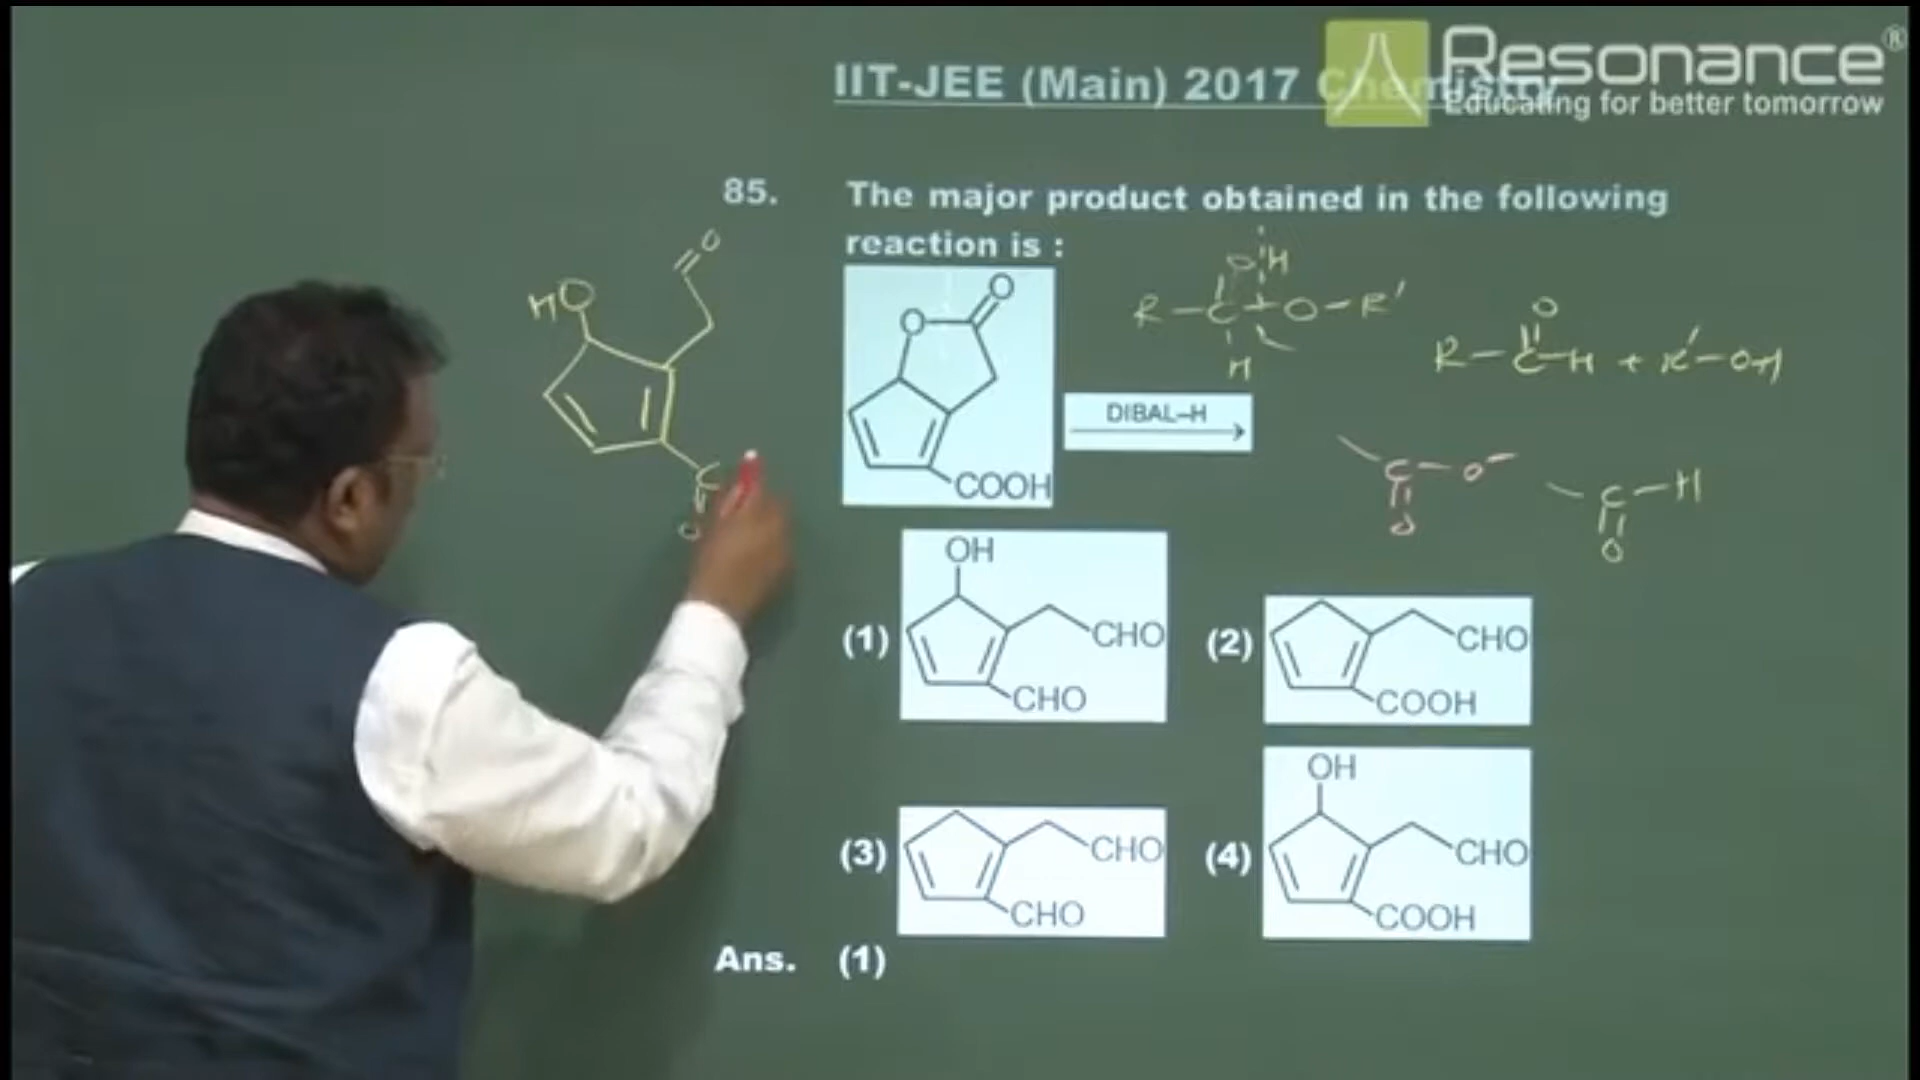 Resonance®
Educating for better tomorrow
IIT-JEE (Main) 2017 Chemistry
85. The major product obtained in the following
reaction is :
O
O
COOH
DIBAL–H
HO
O
C
O
OH
R–C–O–R'
H
O
R–C–H + R'–OH
C–O–
O
C–H
O
(1) OH
CHO
CHO
(2) CHO
COOH
(3) CHO
CHO
(4) OH
CHO
COOH
Ans. (1)